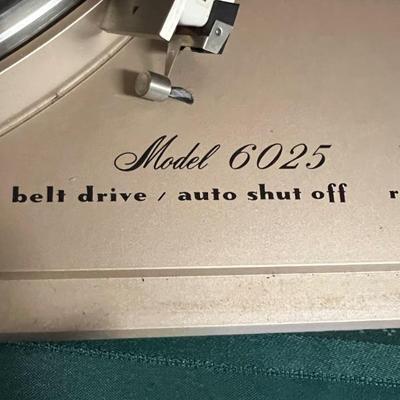 Model 6025
belt drive / auto shut off r